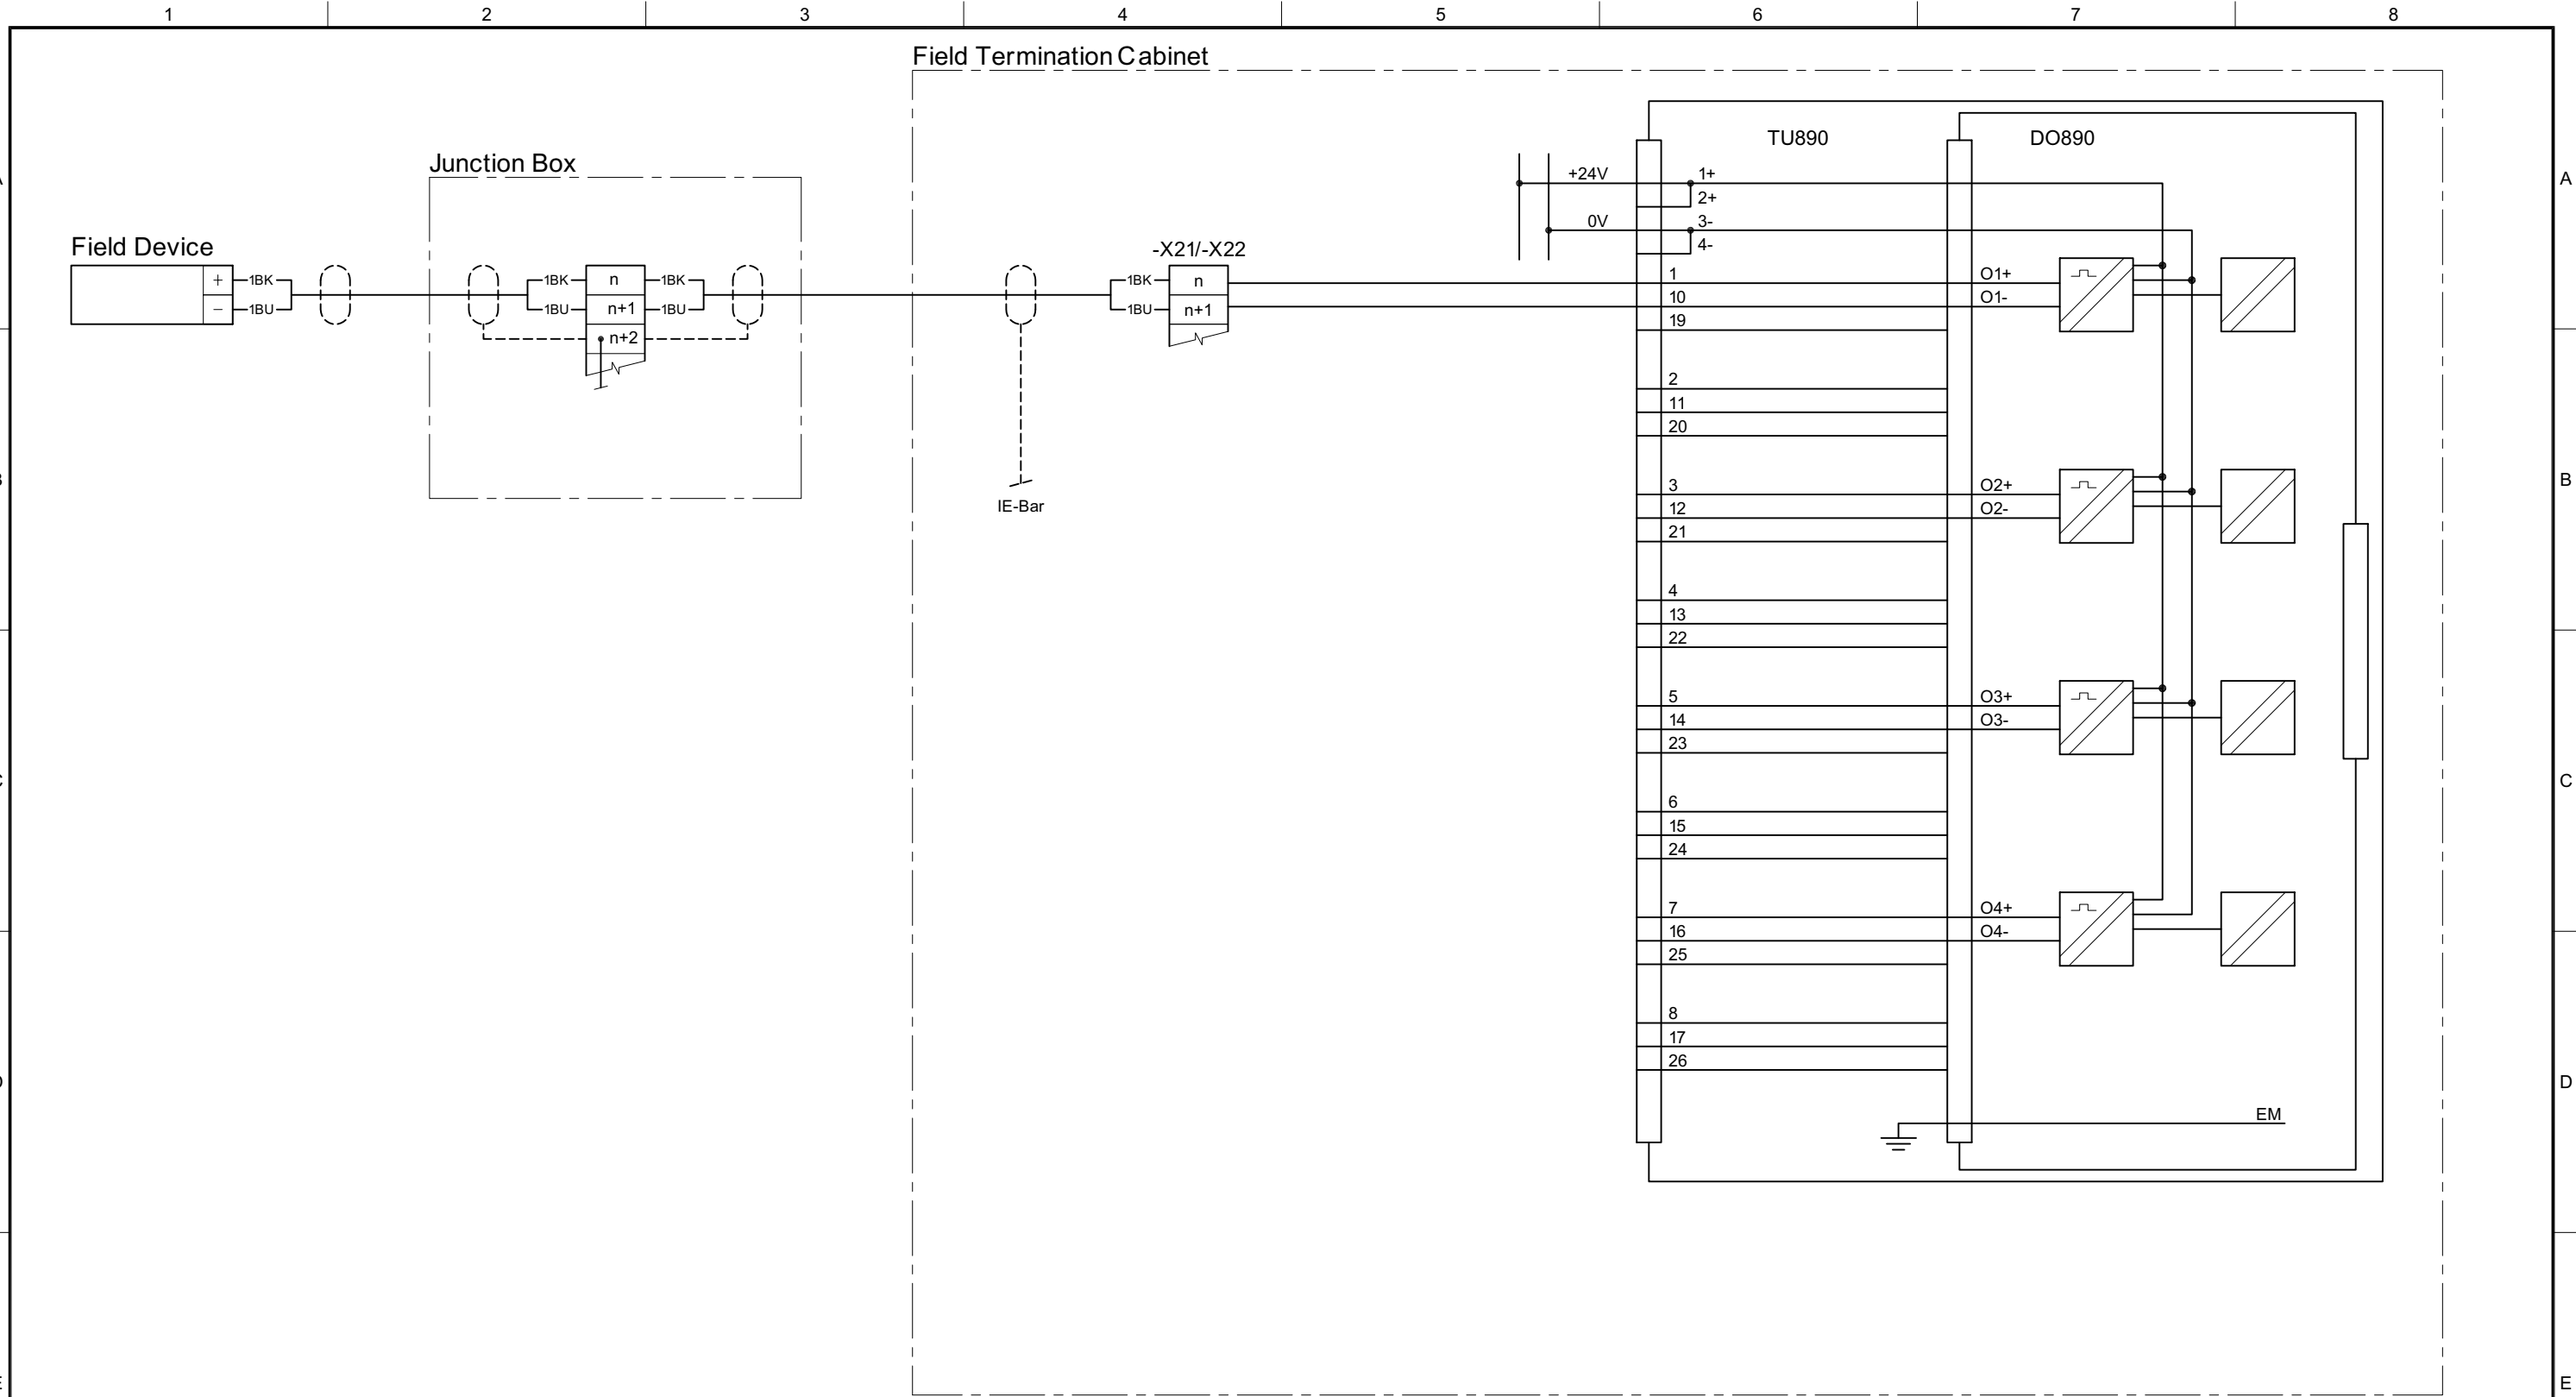 1 2 3 4 5 6 7 8
Field Termination Cabinet
TU890 DO890
Junction Box
+24V 1+
2+
0V 3-
4-
A
Field Device
-X21/-X22
+ 1BK 1BK n 1BK 1BK n
− 1BU 1BU n+1 1BU 1BU n+1
n+2
1 O1+
10 O1-
19
2
11
20
B
IE-Bar
3 O2+
12 O2-
21
4
13
22
5 O3+
14 O3-
23
C
6
15
24
7 O4+
16 O4-
25
8
17
26
D
EM
E